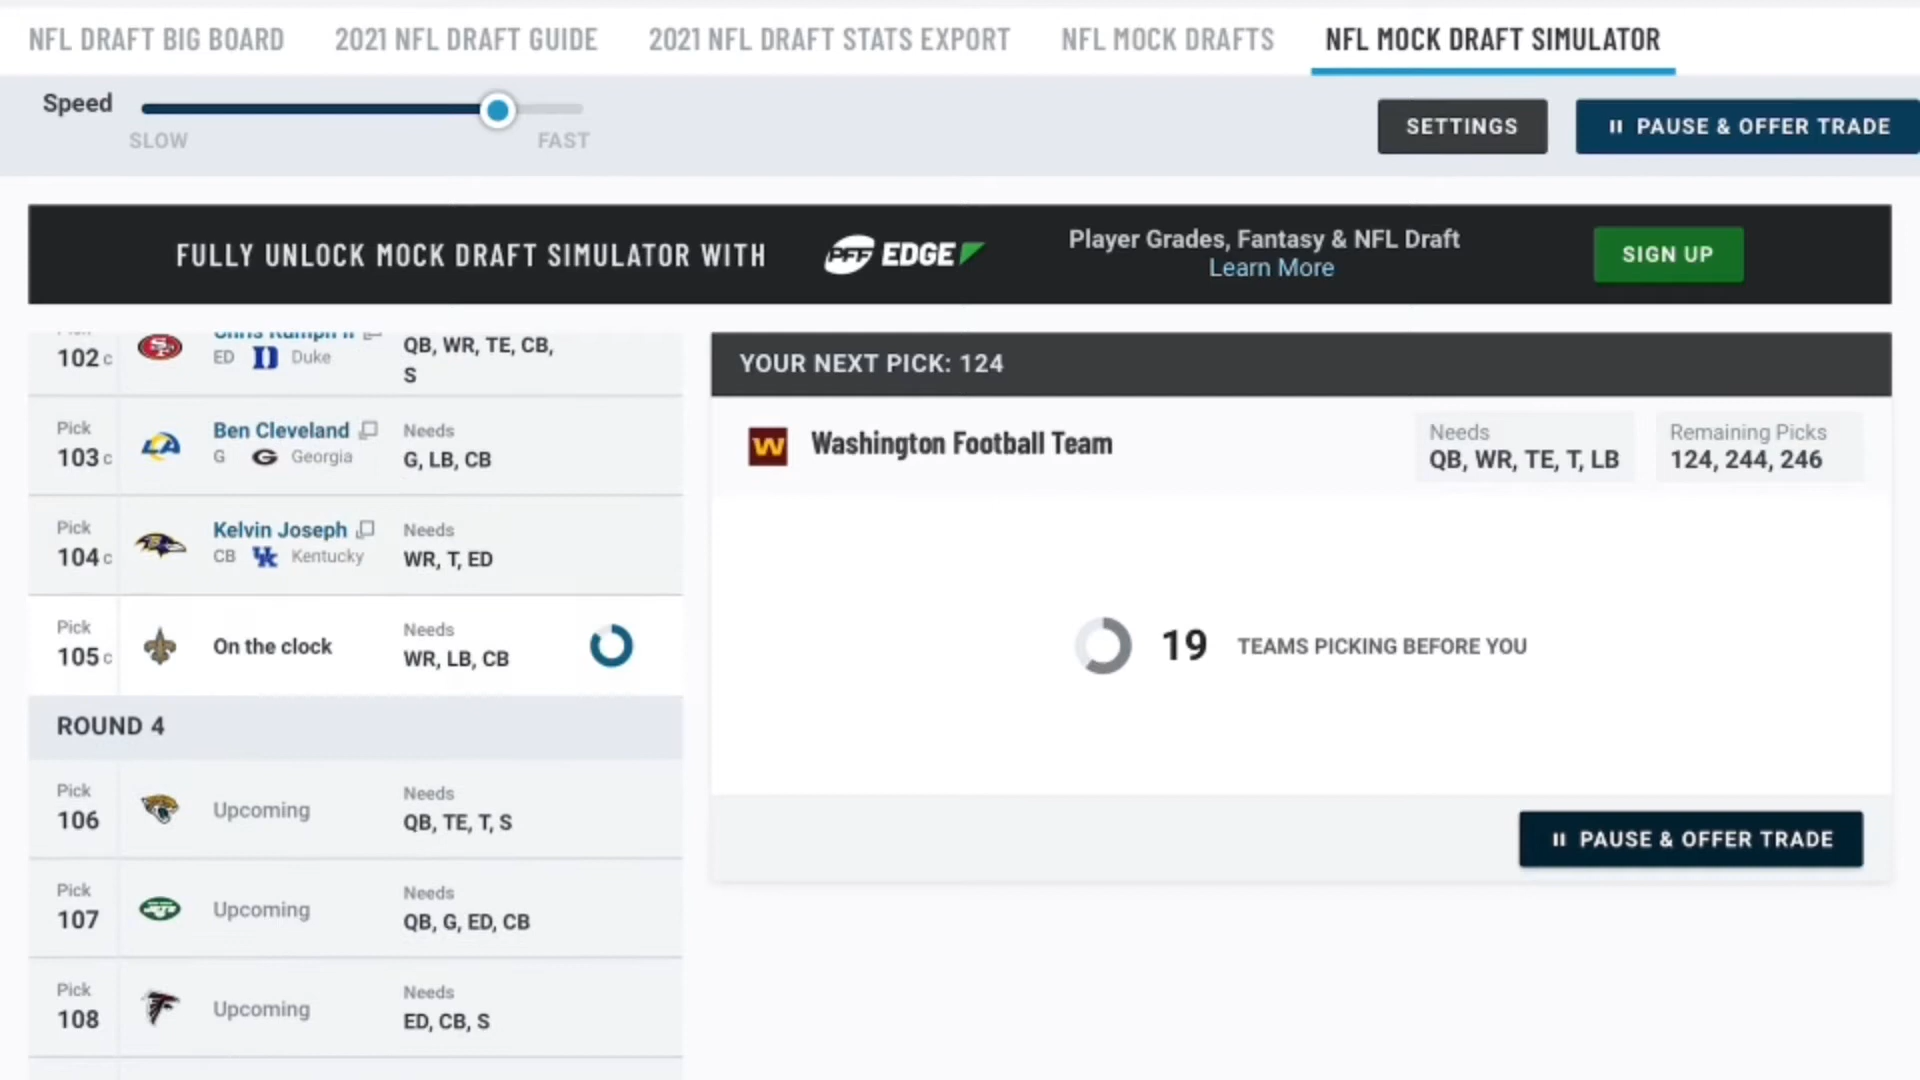 NFL DRAFT BIG BOARD 2021 NFL DRAFT GUIDE 2021 NFL DRAFT STATS EXPORT NFL MOCK DRAFTS NFL MOCK DRAFT SIMULATOR
Speed
SLOW FAST
SETTINGS
PAUSE & OFFER TRADE
FULLY UNLOCK MOCK DRAFT SIMULATOR WITH
PFF EDGE
Player Grades, Fantasy & NFL Draft
Learn More
SIGN UP
102 c
Chris Rumph II
ED Duke
QB, WR, TE, CB,
S
Pick
103 c
Ben Cleveland
G Georgia
Needs
G, LB, CB
Pick
104 c
Kelvin Joseph
CB Kentucky
Needs
WR, T, ED
Pick
105 c
On the clock
Needs
WR, LB, CB
ROUND 4
Pick
106
Upcoming
Needs
QB, TE, T, S
Pick
107
Upcoming
Needs
QB, G, ED, CB
Pick
108
Upcoming
Needs
ED, CB, S
YOUR NEXT PICK: 124
W
Washington Football Team
Needs
QB, WR, TE, T, LB
Remaining Picks
124, 244, 246
19 TEAMS PICKING BEFORE YOU
PAUSE & OFFER TRADE